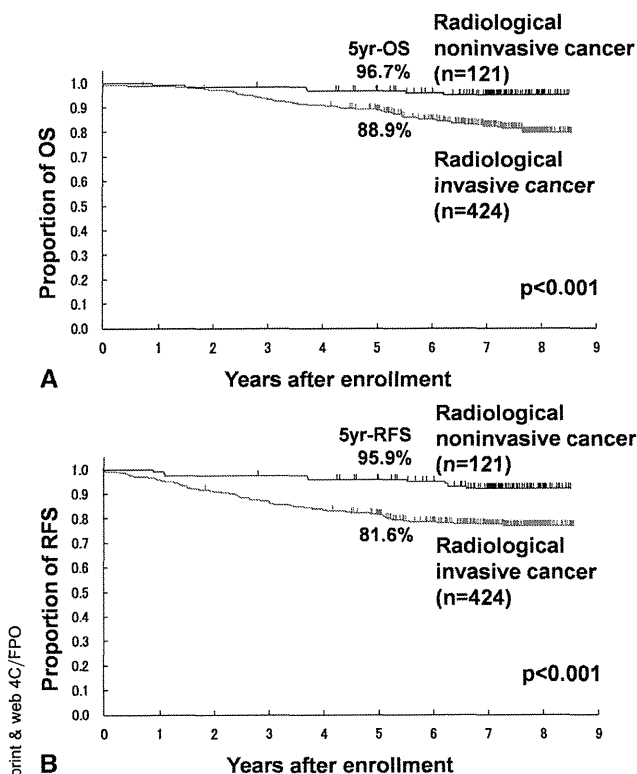 5yr-OS
96.7%
Radiological
noninvasive cancer
(n=121)
1.0
0.9
0.8
0.7
0.6
0.5
0.4
0.3
0.2
0.1
0.0
Proportion of OS
88.9%
Radiological
invasive cancer
(n=424)
p<0.001
0 1 2 3 4 5 6 7 8 9
A
Years after enrollment
5yr-RFS
95.9%
Radiological
noninvasive cancer
(n=121)
1.0
0.9
0.8
0.7
0.6
0.5
0.4
0.3
0.2
0.1
0.0
Proportion of RFS
81.6%
Radiological
invasive cancer
(n=424)
p<0.001
0 1 2 3 4 5 6 7 8 9
B
Years after enrollment
print & web 4C/FPO